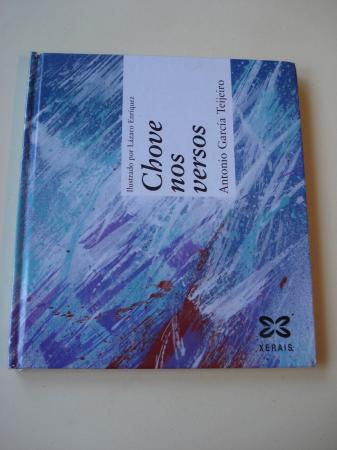 Ilustrado por Lázaro Enríquez
Chove
nos
versos
Antonio García Teijeiro
XERAIS